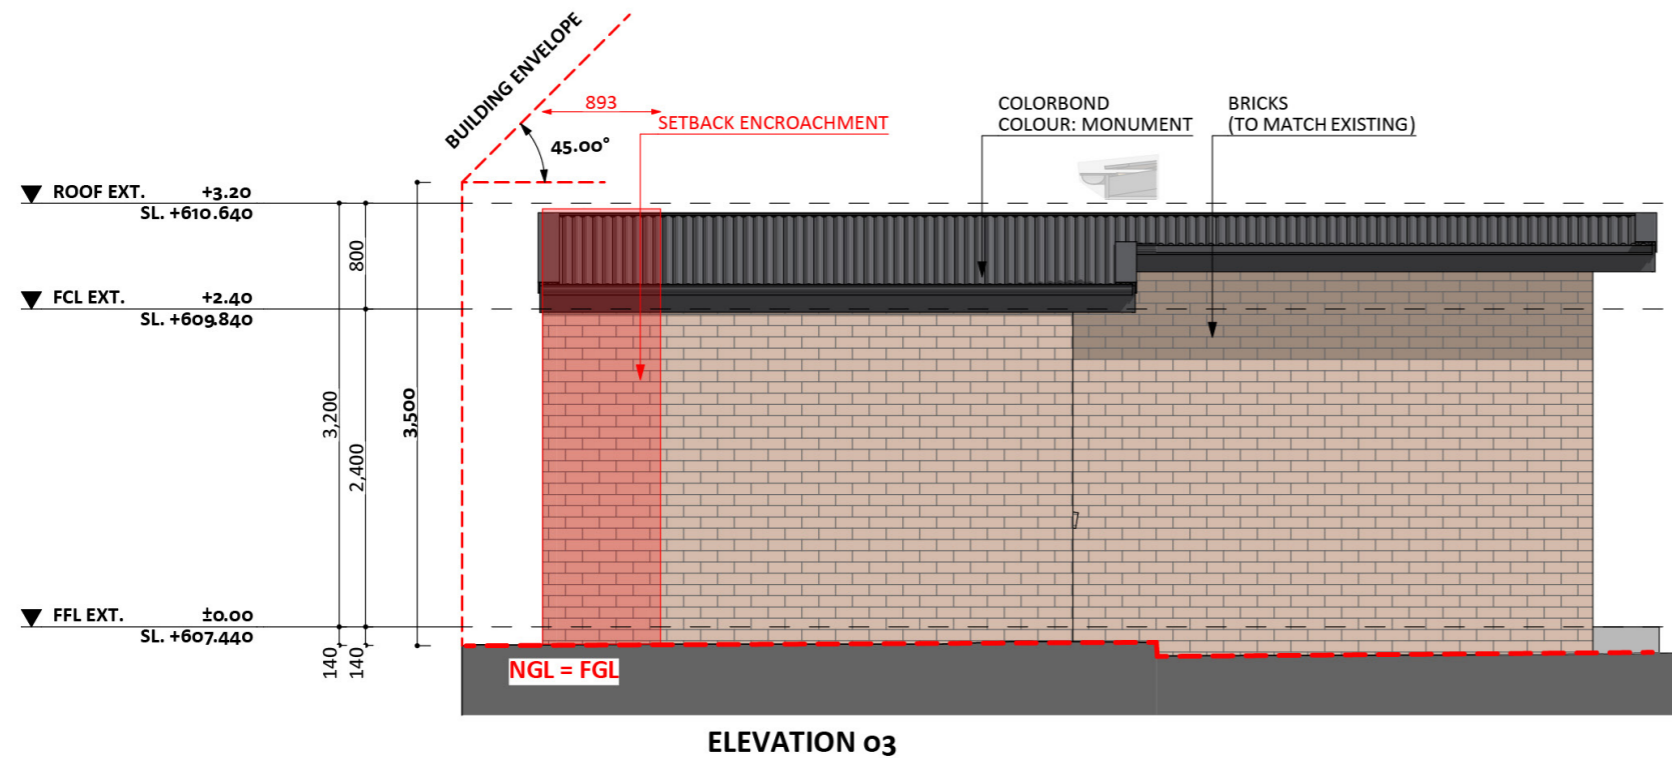 BUILDING ENVELOPE
893
SETBACK ENCROACHMENT
45.00°
COLORBOND
COLOUR: MONUMENT
BRICKS
(TO MATCH EXISTING)
ROOF EXT. +3.20
SL. +610.640
800
FCL EXT. +2.40
SL. +609.840
3,200
2,400
3,500
FFL EXT. ±0.00
SL. +607.440
140
140
NGL = FGL
ELEVATION 03